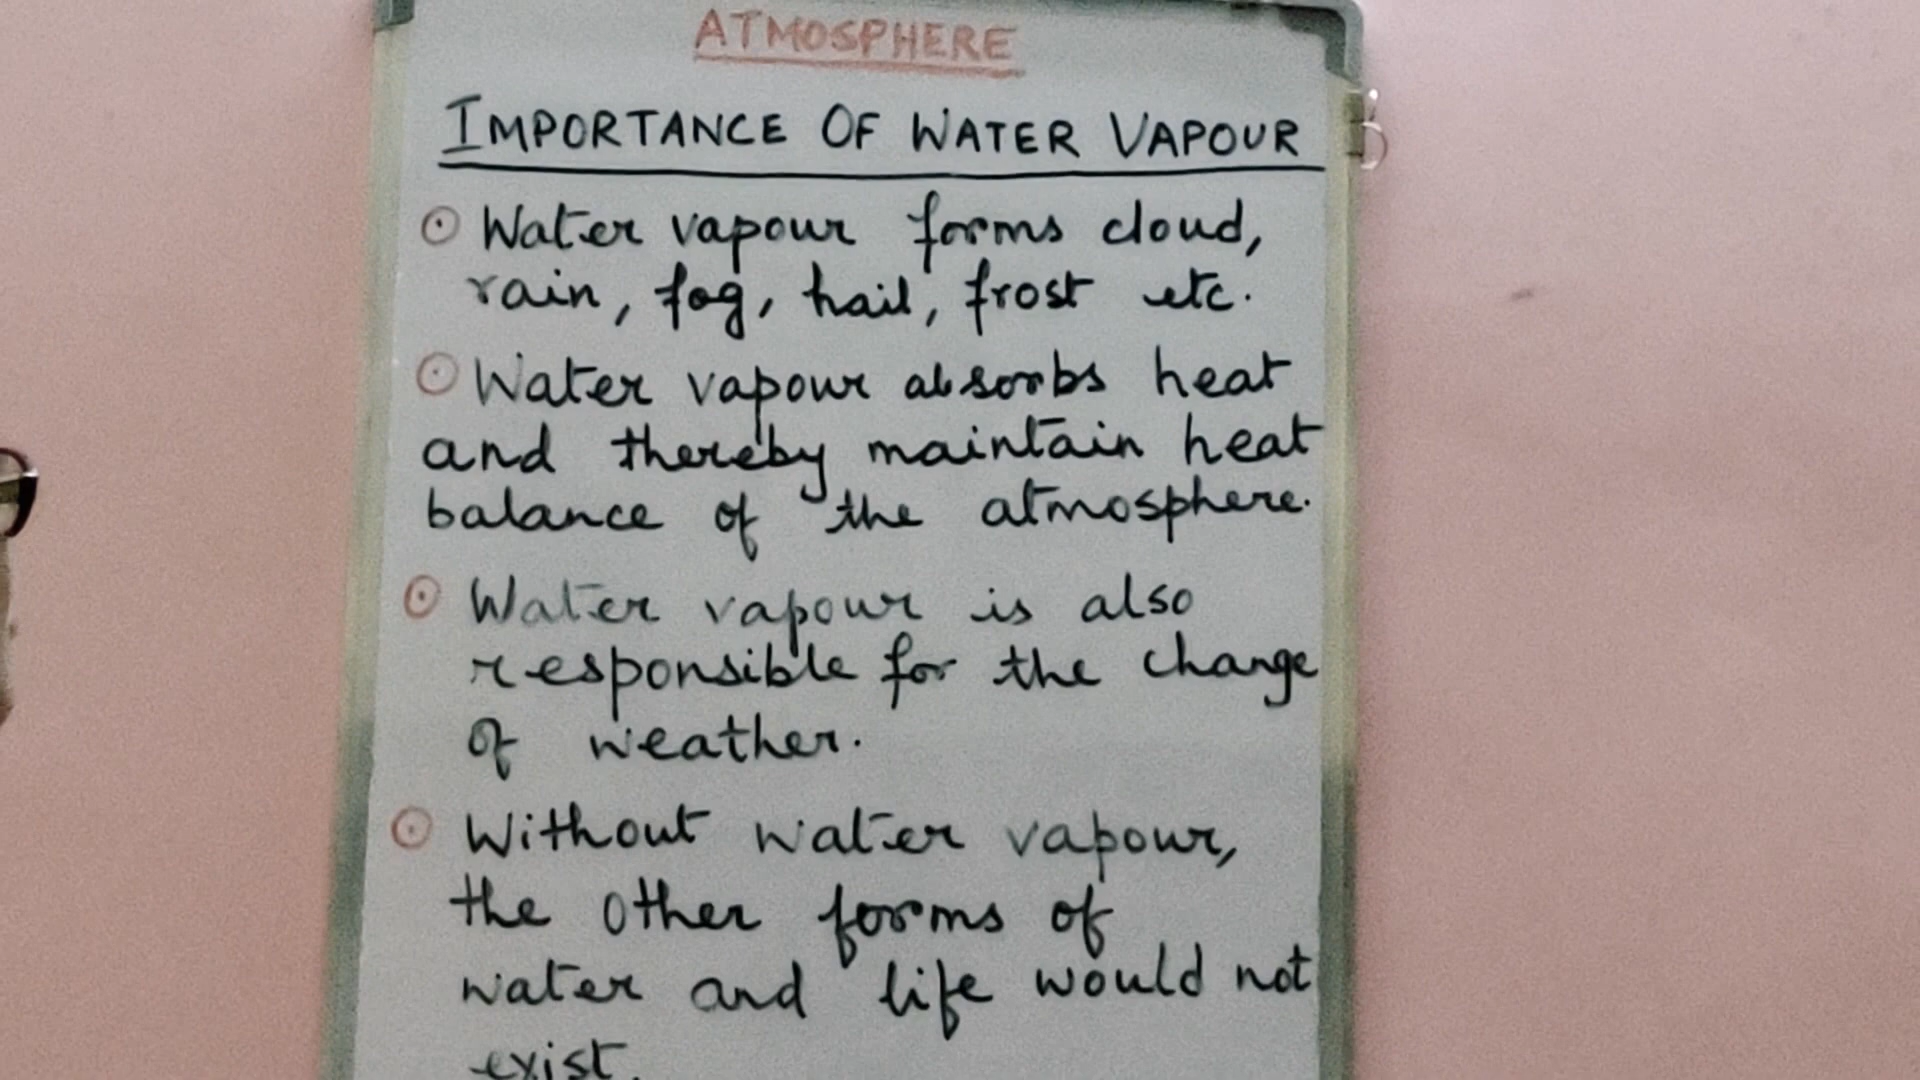 ATMOSPHERE
IMPORTANCE OF WATER VAPOUR
⊙ Water vapour forms cloud,
rain, fog, hail, frost etc.
⊙ Water vapour absorbs heat
and thereby maintain heat
balance of the atmosphere.
⊙ Water vapour is also
responsible for the change
of weather.
⊙ Without water vapour,
the other forms of
water and life would not
exist.